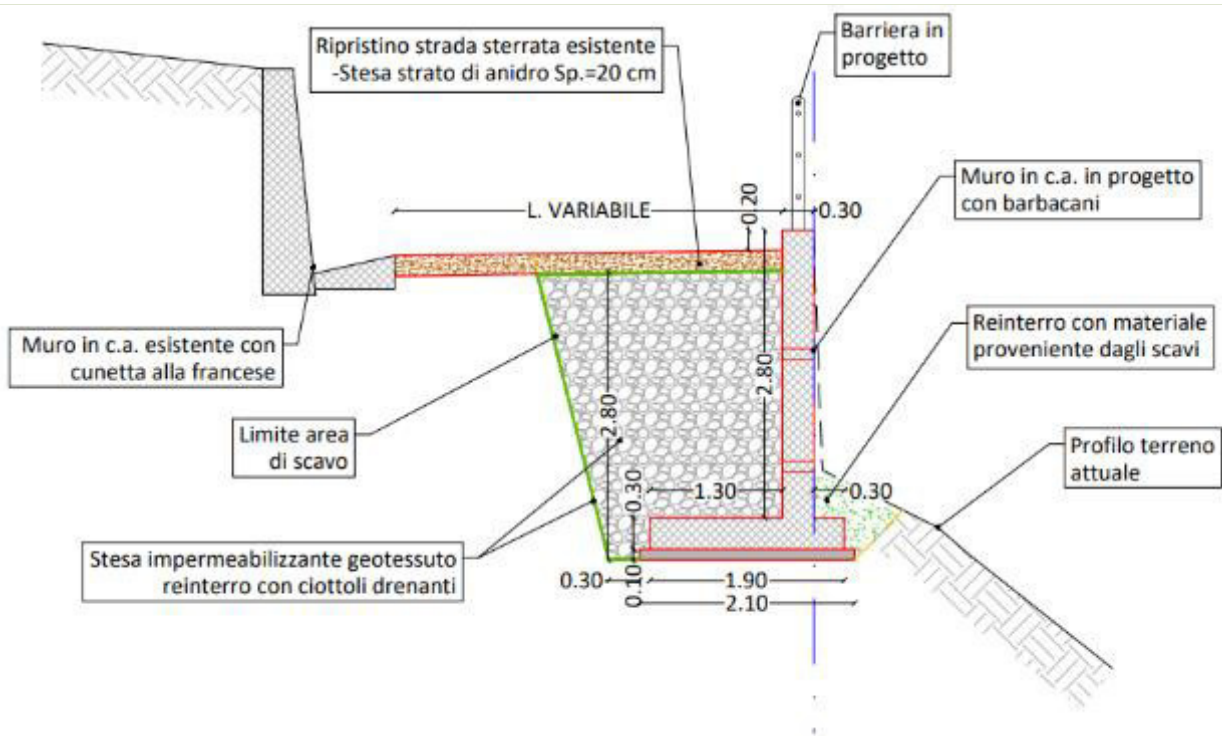 Ripristino strada sterrata esistente
-Stesa strato di anidro Sp.=20 cm
Barriera in
progetto
Muro in c.a. in progetto
con barbacani
L. VARIABILE
0.20
0.30
Muro in c.a. esistente con
cunetta alla francese
Reinterro con materiale
proveniente dagli scavi
2.80
2.80
Limite area
di scavo
Profilo terreno
attuale
0.30
1.30
0.30
Stesa impermeabilizzante geotessuto
reinterro con ciottoli drenanti
0.30
0.10
1.90
2.10